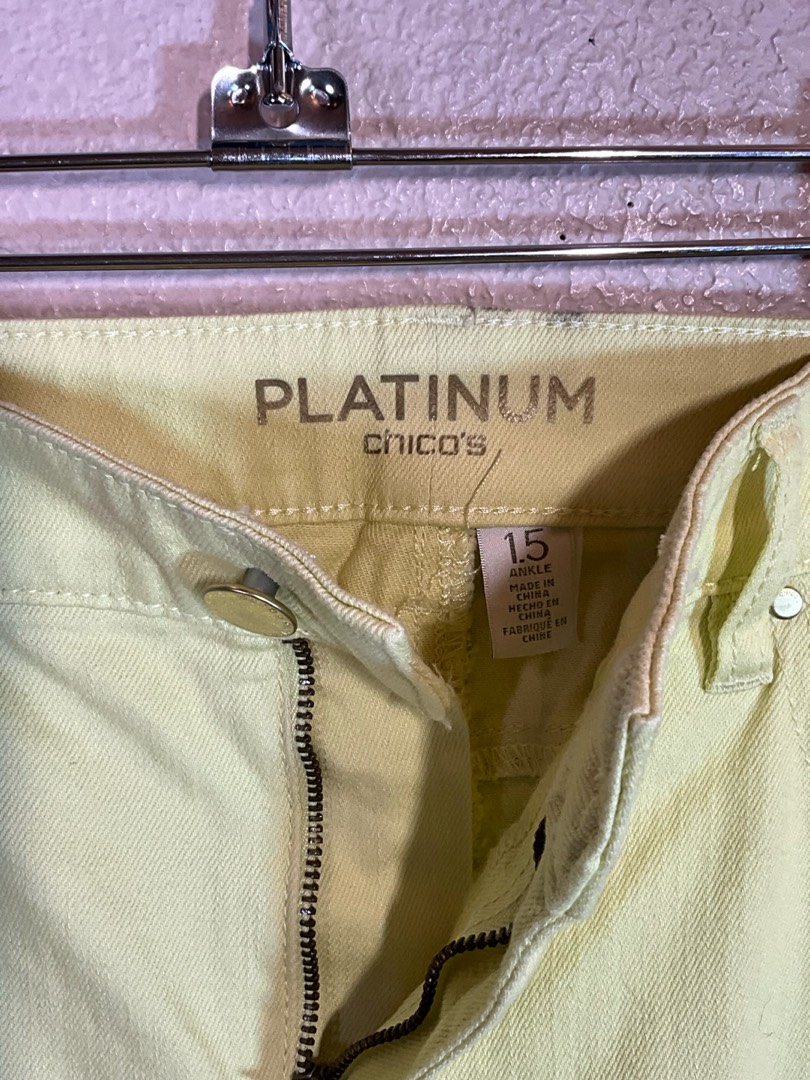 PLATINUM
chico's
1.5
ANKLE
MADE IN
CHINA
HECHO EN
CHINA
FABRIQUÉ EN
CHINE